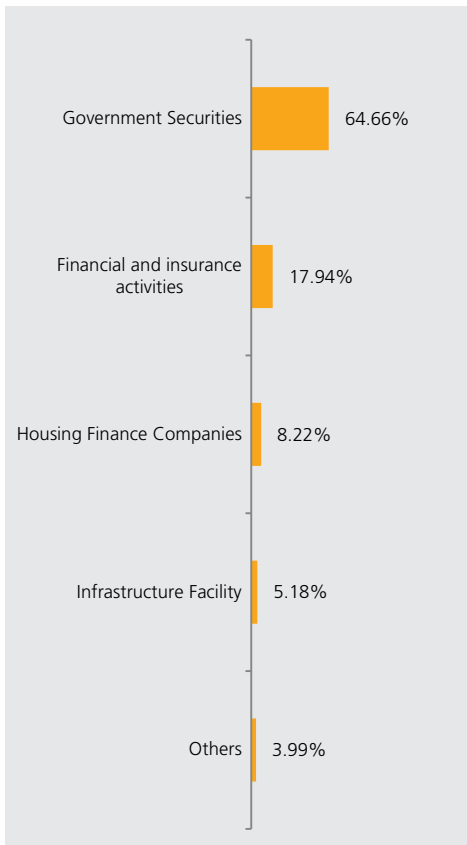 Government Securities 64.66%
Financial and insurance
activities 17.94%
Housing Finance Companies 8.22%
Infrastructure Facility 5.18%
Others 3.99%